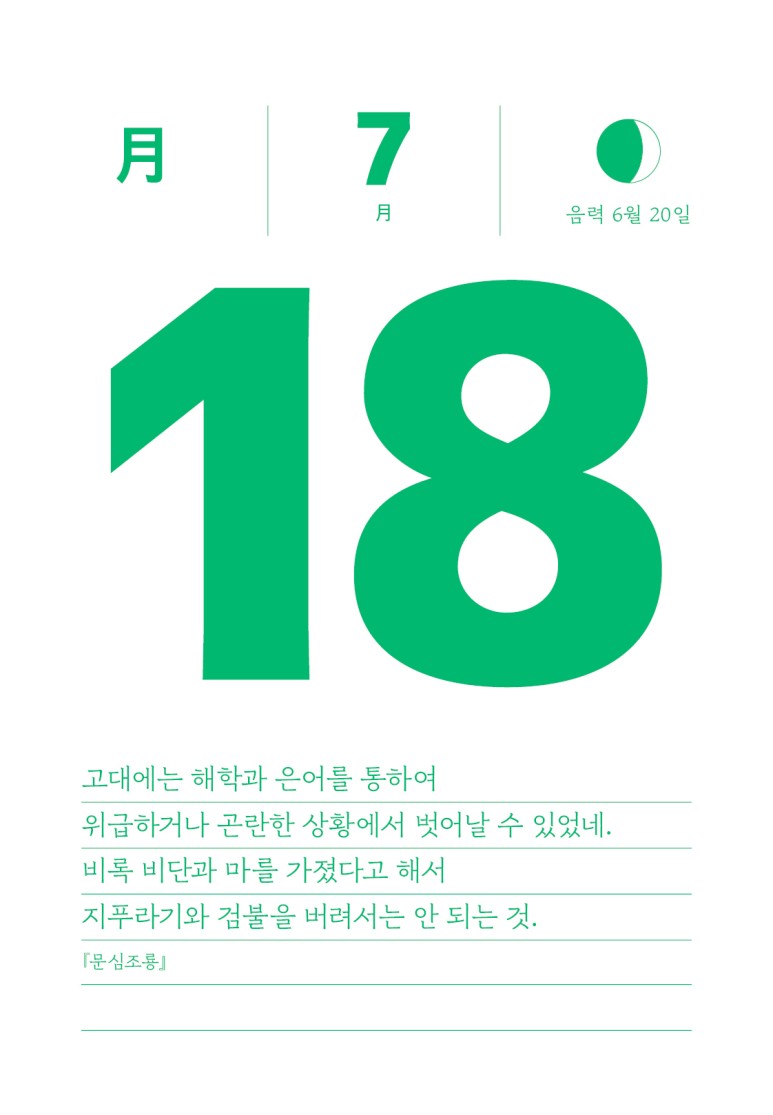 月
7
月
음력 6월 20일
18
고대에는 해학과 은어를 통하여
위급하거나 곤란한 상황에서 벗어날 수 있었네.
비록 비단과 마를 가졌다고 해서
지푸라기와 검불을 버려서는 안 되는 것.
『문심조룡』